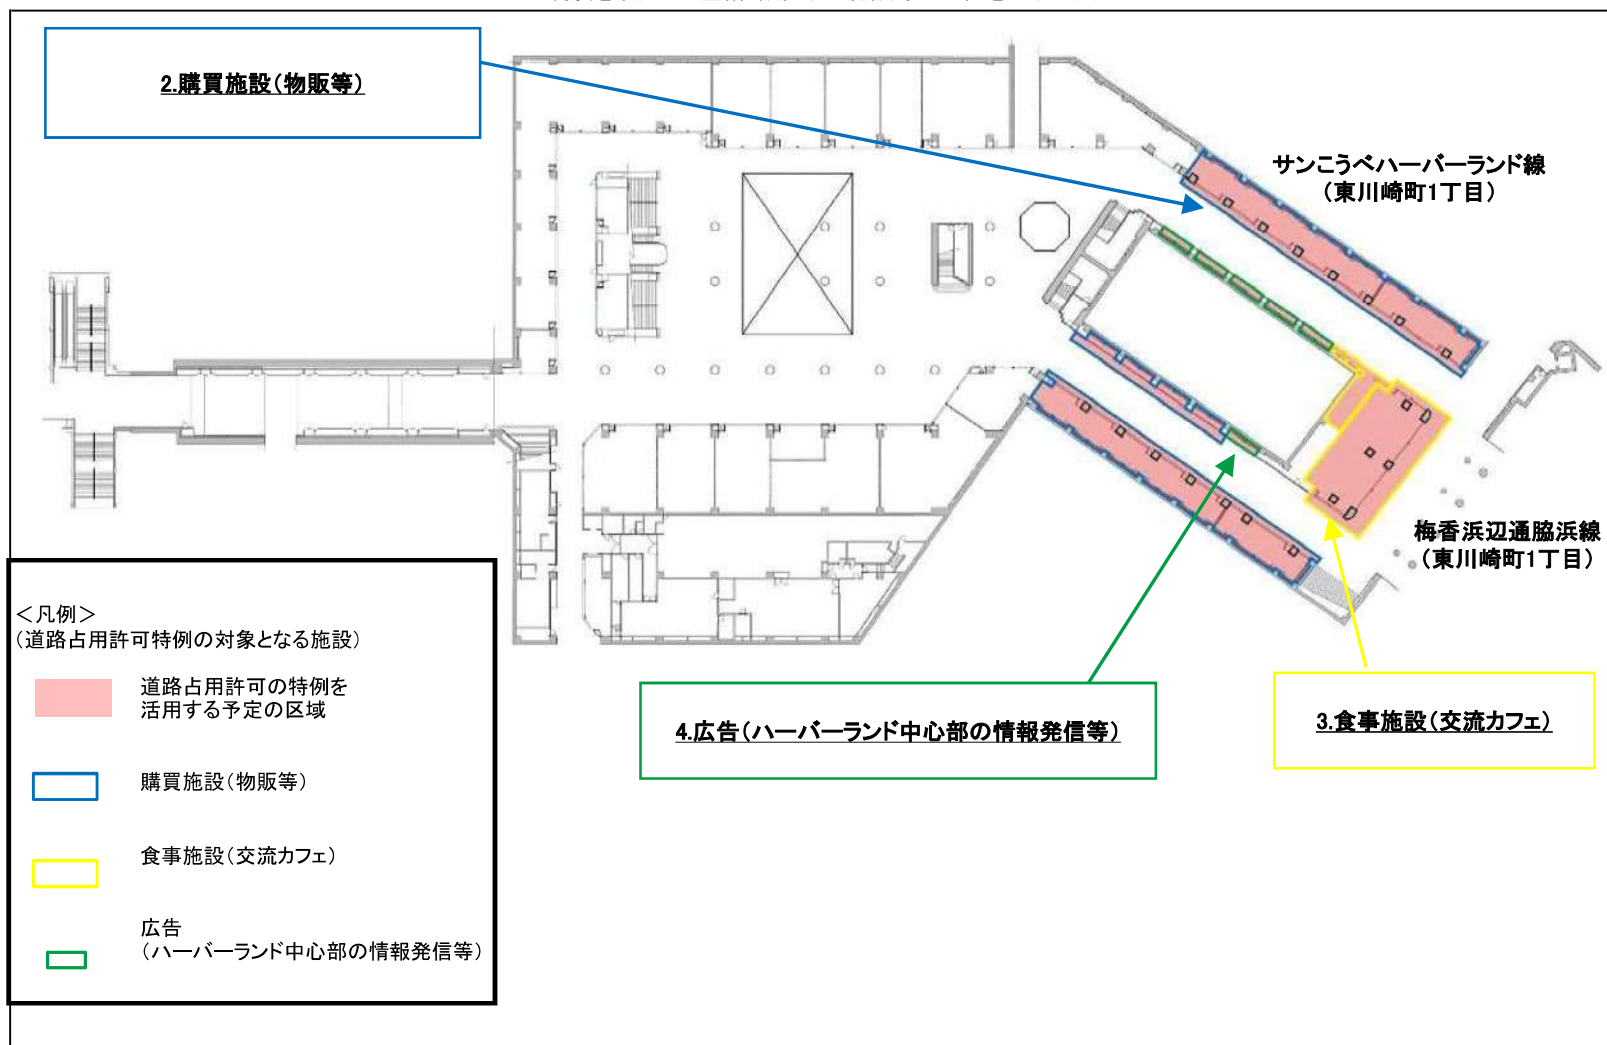 2.購買施設(物販等)
サンこうべハーバーランド線
(東川崎町1丁目)
梅香浜辺通脇浜線
(東川崎町1丁目)
<凡例>
(道路占用許可特例の対象となる施設)
道路占用許可の特例を
活用する予定の区域
購買施設(物販等)
食事施設(交流カフェ)
広告
(ハーバーランド中心部の情報発信等)
4.広告(ハーバーランド中心部の情報発信等)
3.食事施設(交流カフェ)